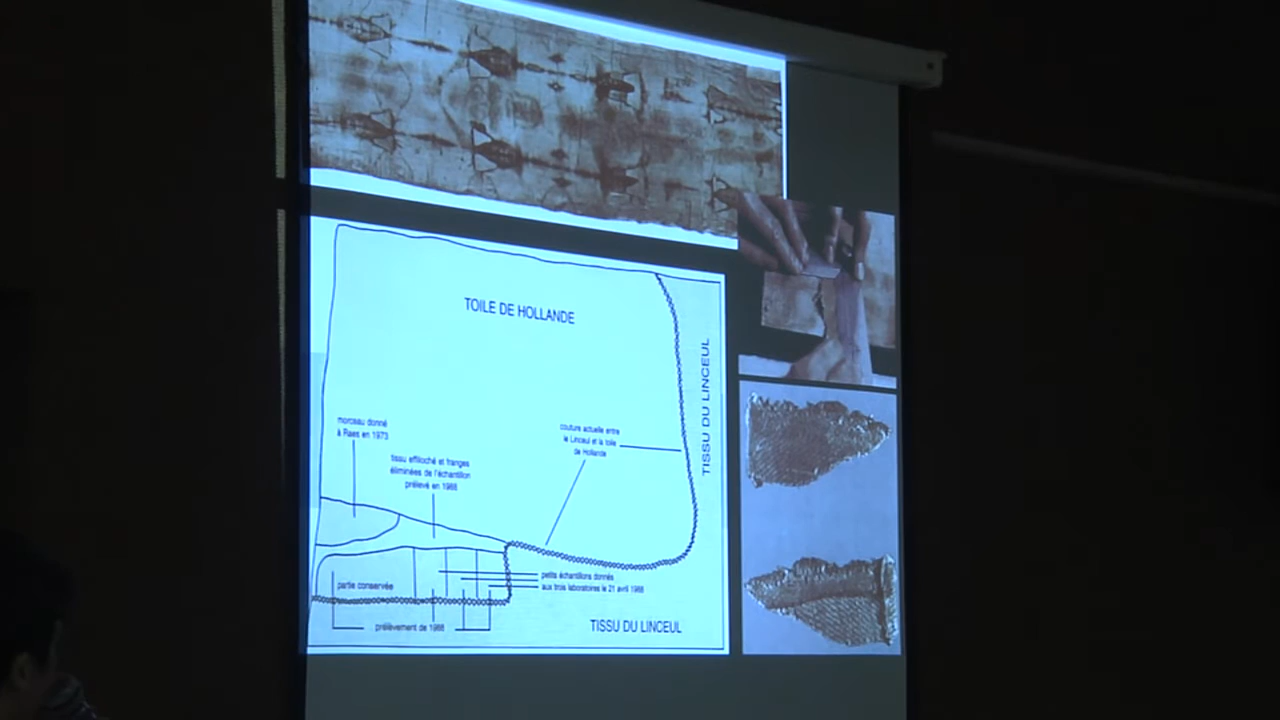 TOILE DE HOLLANDE
TISSU DU LINCEUL
morceau donné
à Raes en 1973
couture actuelle entre
le Linceul et la toile
de Hollande
tissu effiloché et franges
éliminées de l'échantillon
prélevé en 1988
partie conservée
petits échantillons donnés
aux trois laboratoires le 21 avril 1988
prélèvement de 1988
TISSU DU LINCEUL